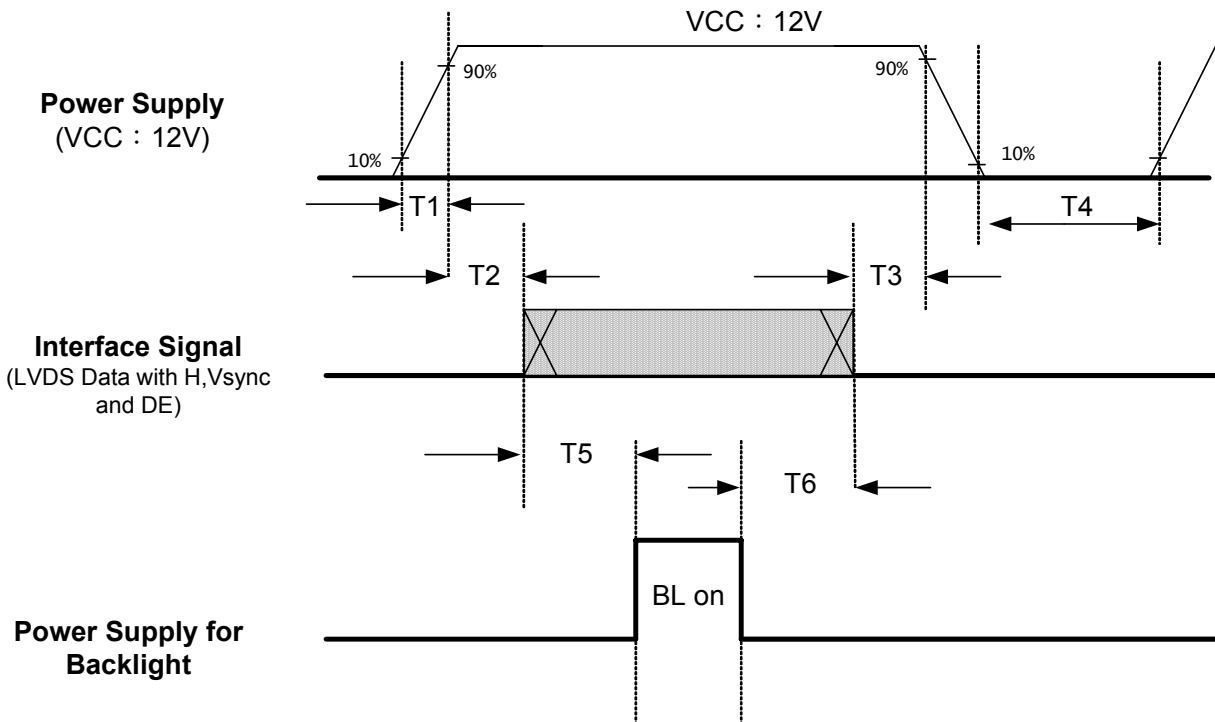 VCC：12V
90%
90%
Power Supply
(VCC：12V)
10%
10%
T1
T4
T2
T3
Interface Signal
(LVDS Data with H,Vsync
and DE)
T5
T6
BL on
Power Supply for
Backlight